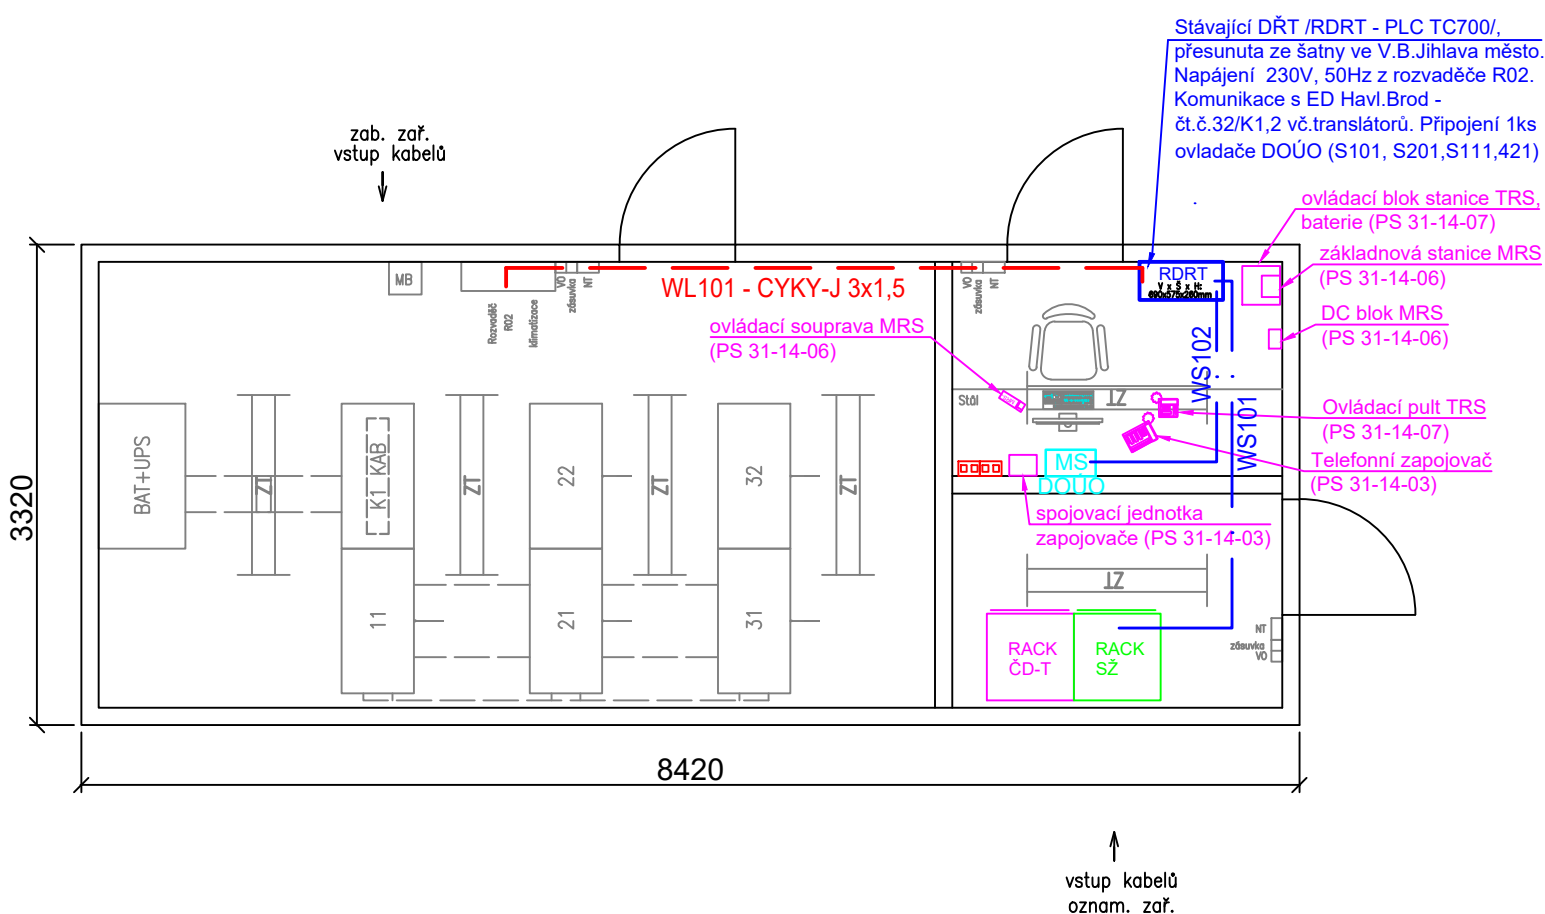 Stávající DŘT /RDRT - PLC TC700/,
přesunuta ze šatny ve V.B.Jihlava město.
Napájení  230V, 50Hz z rozvaděče R02.
Komunikace s ED Havl.Brod -
čt.č.32/K1,2 vč.translátorů. Připojení 1ks
ovladače DOÚO (S101, S201,S111,421)
zab. zař.
vstup kabelů
ovládací blok stanice TRS,
baterie (PS 31-14-07)
základnová stanice MRS
(PS 31-14-06)
DC blok MRS
(PS 31-14-06)
MB
Rozvaděč
R02
klimatizace
VO
zásuvka
NT
WL101 - CYKY-J 3x1,5
VO
zásuvka
NT
RDRT
V x Š x H:
690x575x260mm
ovládací souprava MRS
(PS 31-14-06)
WS102
WS101
Stůl
ZT
Ovládací pult TRS
(PS 31-14-07)
Telefonní zapojovač
(PS 31-14-03)
MS
DOÚO
spojovací jednotka
zapojovače (PS 31-14-03)
BAT+UPS
ZT
K1 KAB
ZT
22
ZT
32
ZT
11
21
31
ZT
RACK
ČD-T
RACK
SŽ
NT
zásuvka
VO
3320
8420
vstup kabelů
oznam. zař.